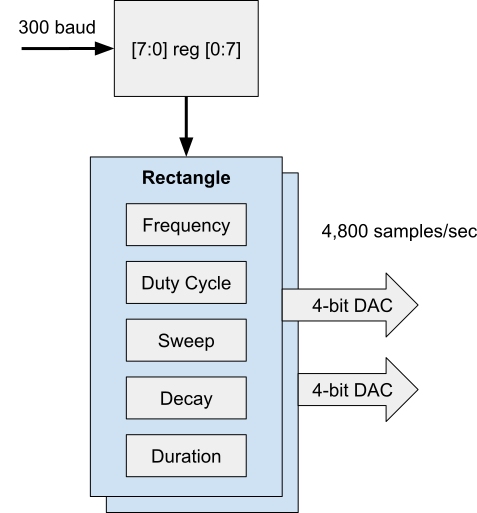 300 baud
[7:0] reg [0:7]
Rectangle
Frequency
Duty Cycle
Sweep
Decay
Duration
4,800 samples/sec
4-bit DAC
4-bit DAC